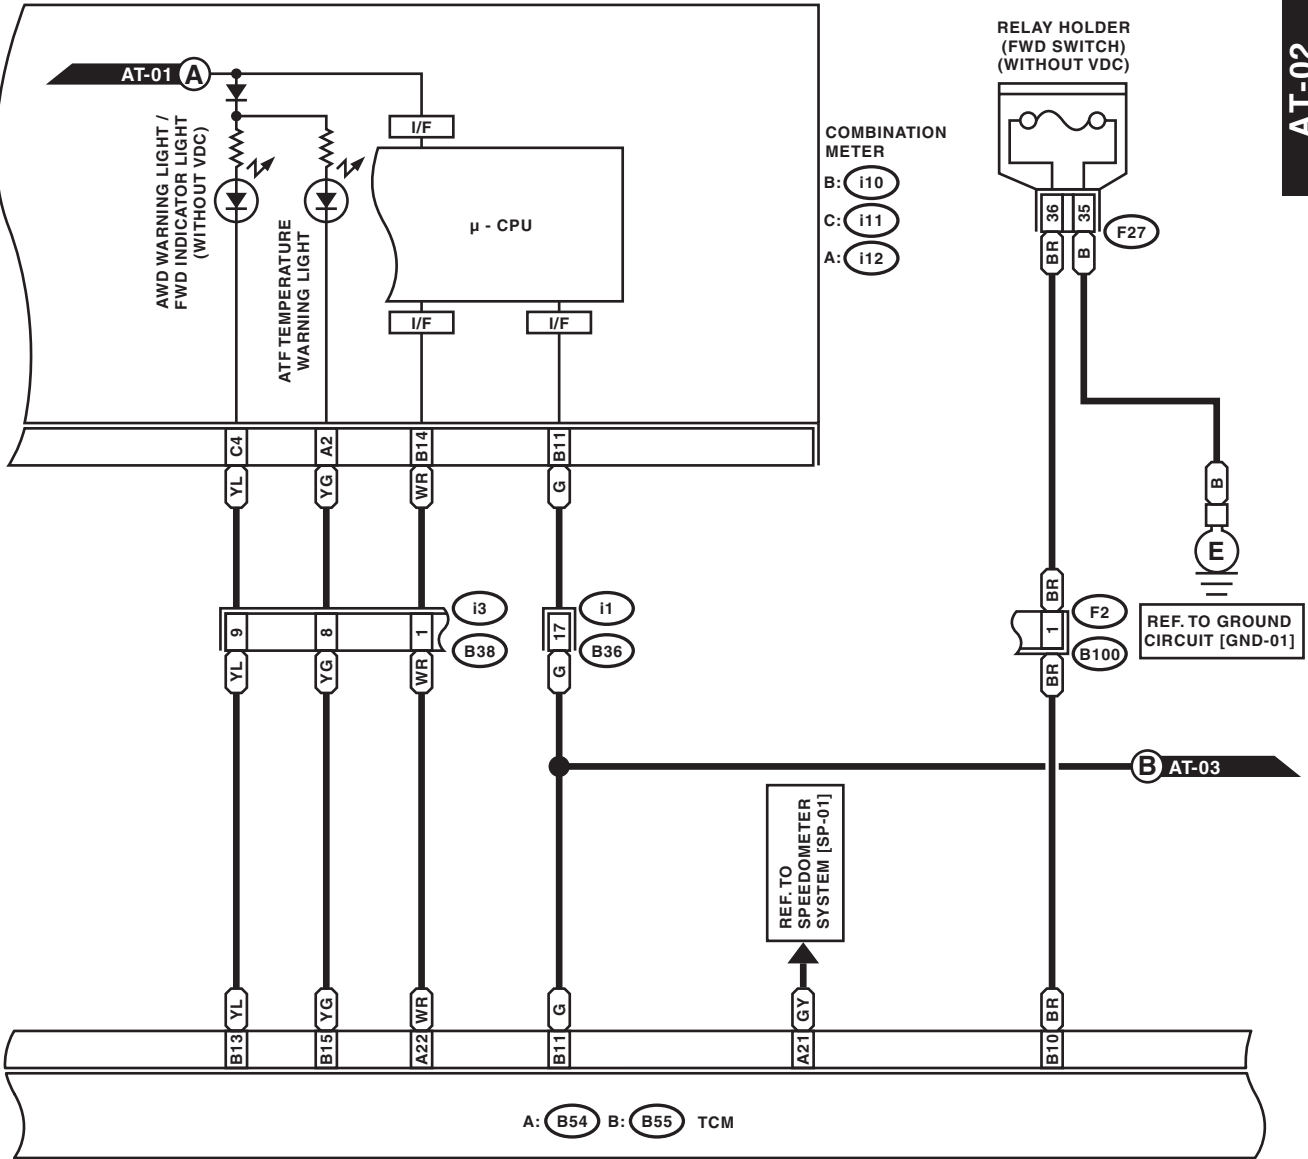 AT-02
AT-01 A
AWD WARNING LIGHT /
FWD INDICATOR LIGHT
(WITHOUT VDC)
ATF TEMPERATURE
WARNING LIGHT
I/F
µ - CPU
I/F
I/F
COMBINATION
METER
B: i10
C: i11
A: i12
RELAY HOLDER
(FWD SWITCH)
(WITHOUT VDC)
36 35
F27
BR B
C4 A2 B14 B11
YL YG WR G
B
E
REF. TO GROUND
CIRCUIT [GND-01]
BR
9 8 1
i3
B38
17
i1
B36
1
F2
B100
YL YG WR G BR
B AT-03
REF. TO
SPEEDOMETER
SYSTEM [SP-01]
YL YG WR G GY BR
B13 B15 A22 B11 A21 B10
A: B54 B: B55 TCM